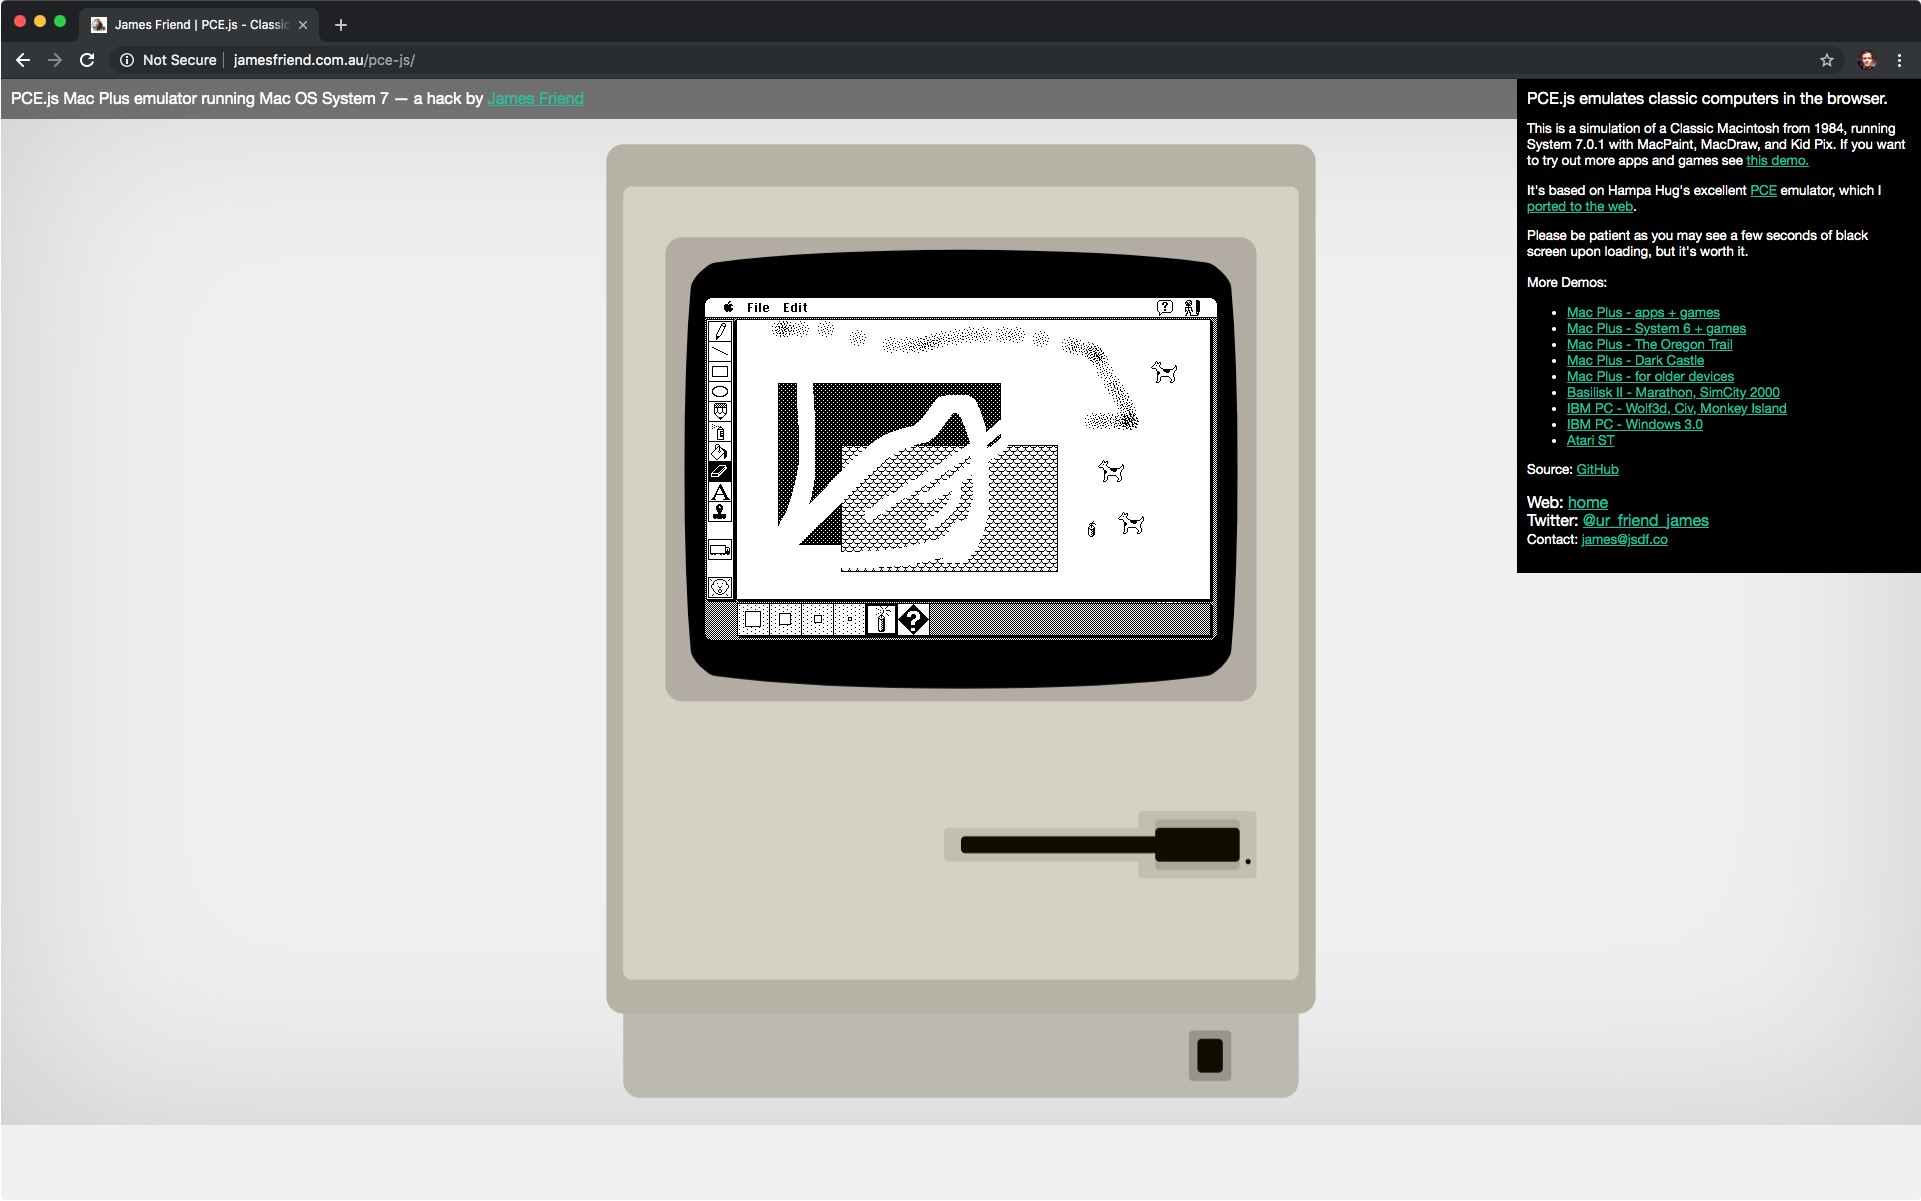 James Friend | PCE.js - Classic
Not Secure jamesfriend.com.au/pce-js/
PCE.js Mac Plus emulator running Mac OS System 7 — a hack by James Friend
PCE.js emulates classic computers in the browser.
This is a simulation of a Classic Macintosh from 1984, running
System 7.0.1 with MacPaint, MacDraw, and Kid Pix. If you want
to try out more apps and games see this demo.
It's based on Hampa Hug's excellent PCE emulator, which I
ported to the web.
Please be patient as you may see a few seconds of black
screen upon loading, but it's worth it.
More Demos:
• Mac Plus - apps + games
• Mac Plus - System 6 + games
• Mac Plus - The Oregon Trail
• Mac Plus - Dark Castle
• Mac Plus - for older devices
• Basilisk II - Marathon, SimCity 2000
• IBM PC - Wolf3d, Civ, Monkey Island
• IBM PC - Windows 3.0
• Atari ST
Source: GitHub
Web: home
Twitter: @ur_friend_james
Contact: james@jsdf.co
File Edit
?
A
?